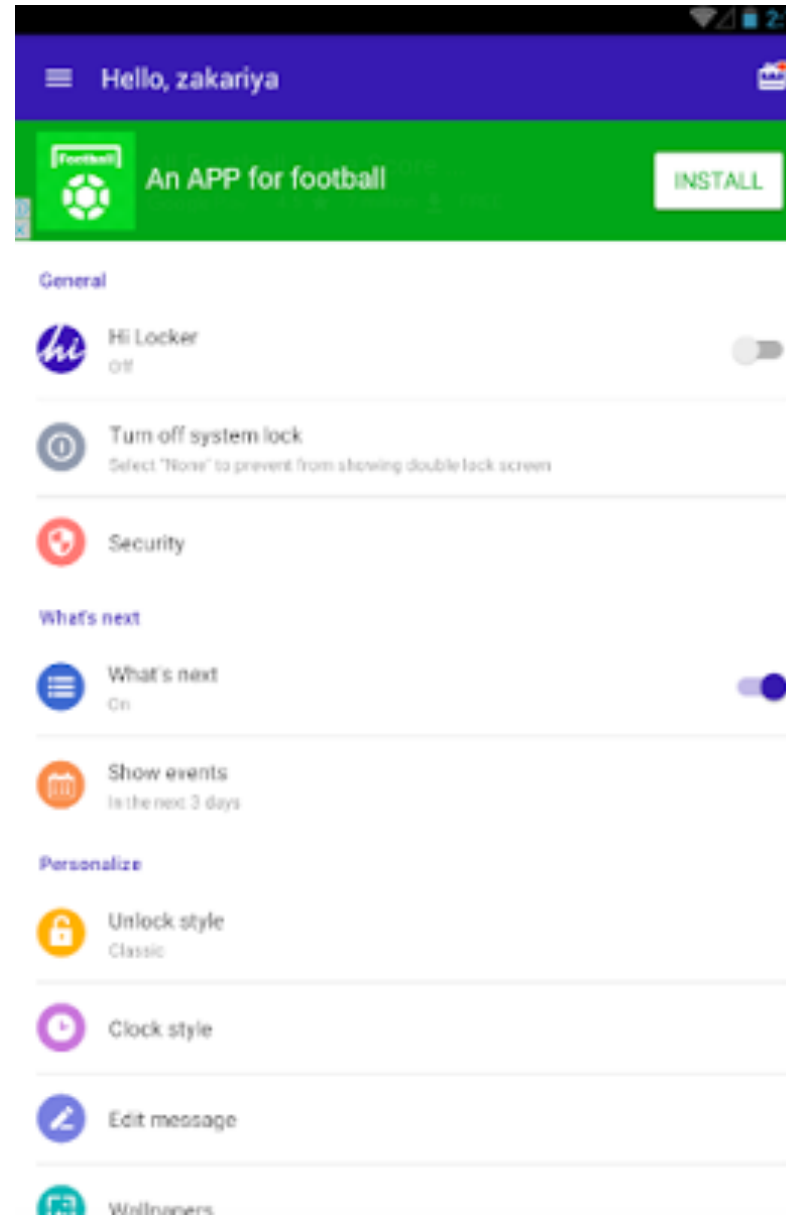 2:
Hello, zakariya
Football
An APP for football
INSTALL
General
hi
Hi Locker
Off
Turn off system lock
Select "None" to prevent from showing double lock screen
Security
What's next
What's next
On
Show events
In the next 3 days
Personalize
Unlock style
Classic
Clock style
Edit message
Wallpapers